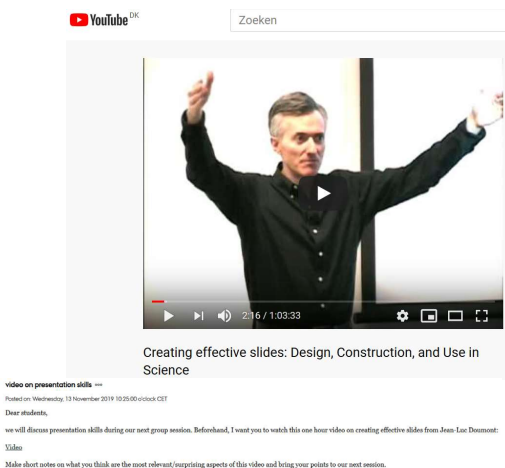 YouTube DK
Zoeken
2:16 / 1:03:33
Creating effective slides: Design, Construction, and Use in
Science
video on presentation skills
Posted on: Wednesday, 13 November 2019 10:25:00 o'clock CET
Dear students,
we will discuss presentation skills during our next group session. Beforehand, I want you to watch this one hour video on creating effective slides from Jean-Luc Doumont:
Video
Make short notes on what you think are the most relevant/surprising aspects of this video and bring your points to our next session.